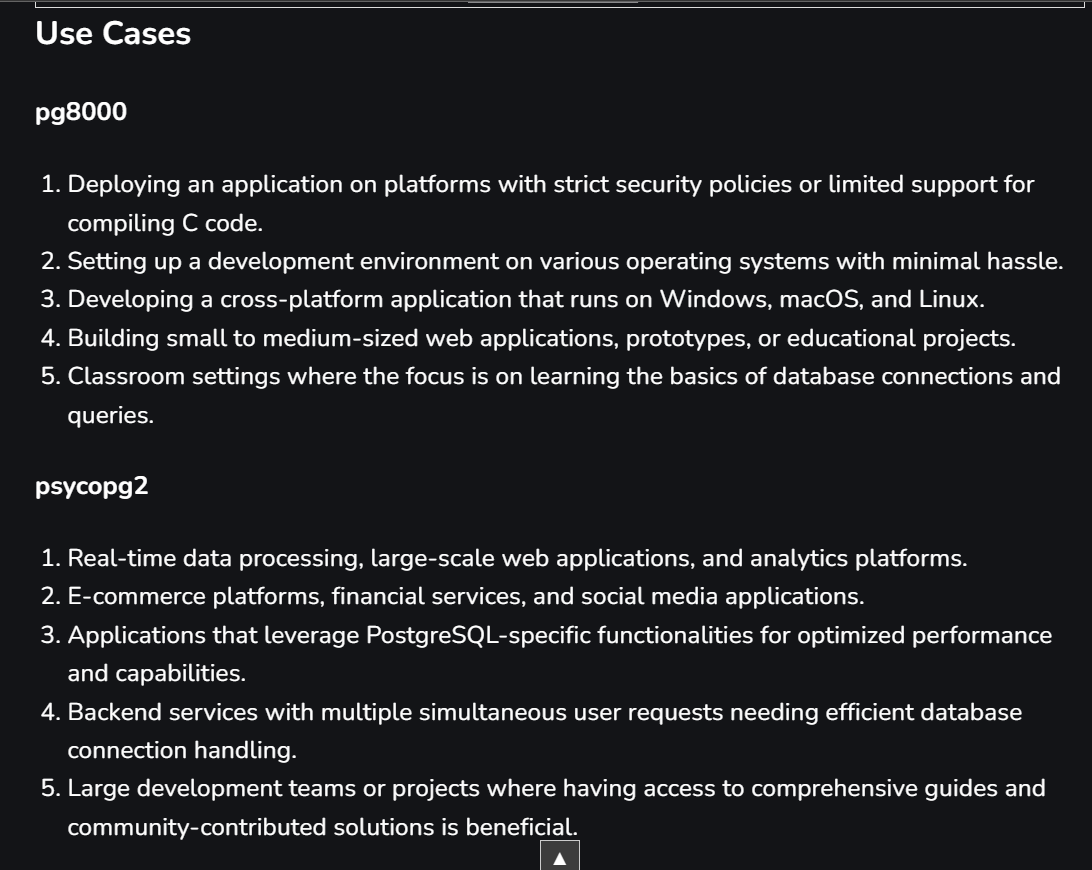 Use Cases
pg8000
1. Deploying an application on platforms with strict security policies or limited support for
compiling C code.
2. Setting up a development environment on various operating systems with minimal hassle.
3. Developing a cross-platform application that runs on Windows, macOS, and Linux.
4. Building small to medium-sized web applications, prototypes, or educational projects.
5. Classroom settings where the focus is on learning the basics of database connections and
queries.
psycopg2
1. Real-time data processing, large-scale web applications, and analytics platforms.
2. E-commerce platforms, financial services, and social media applications.
3. Applications that leverage PostgreSQL-specific functionalities for optimized performance
and capabilities.
4. Backend services with multiple simultaneous user requests needing efficient database
connection handling.
5. Large development teams or projects where having access to comprehensive guides and
community-contributed solutions is beneficial.